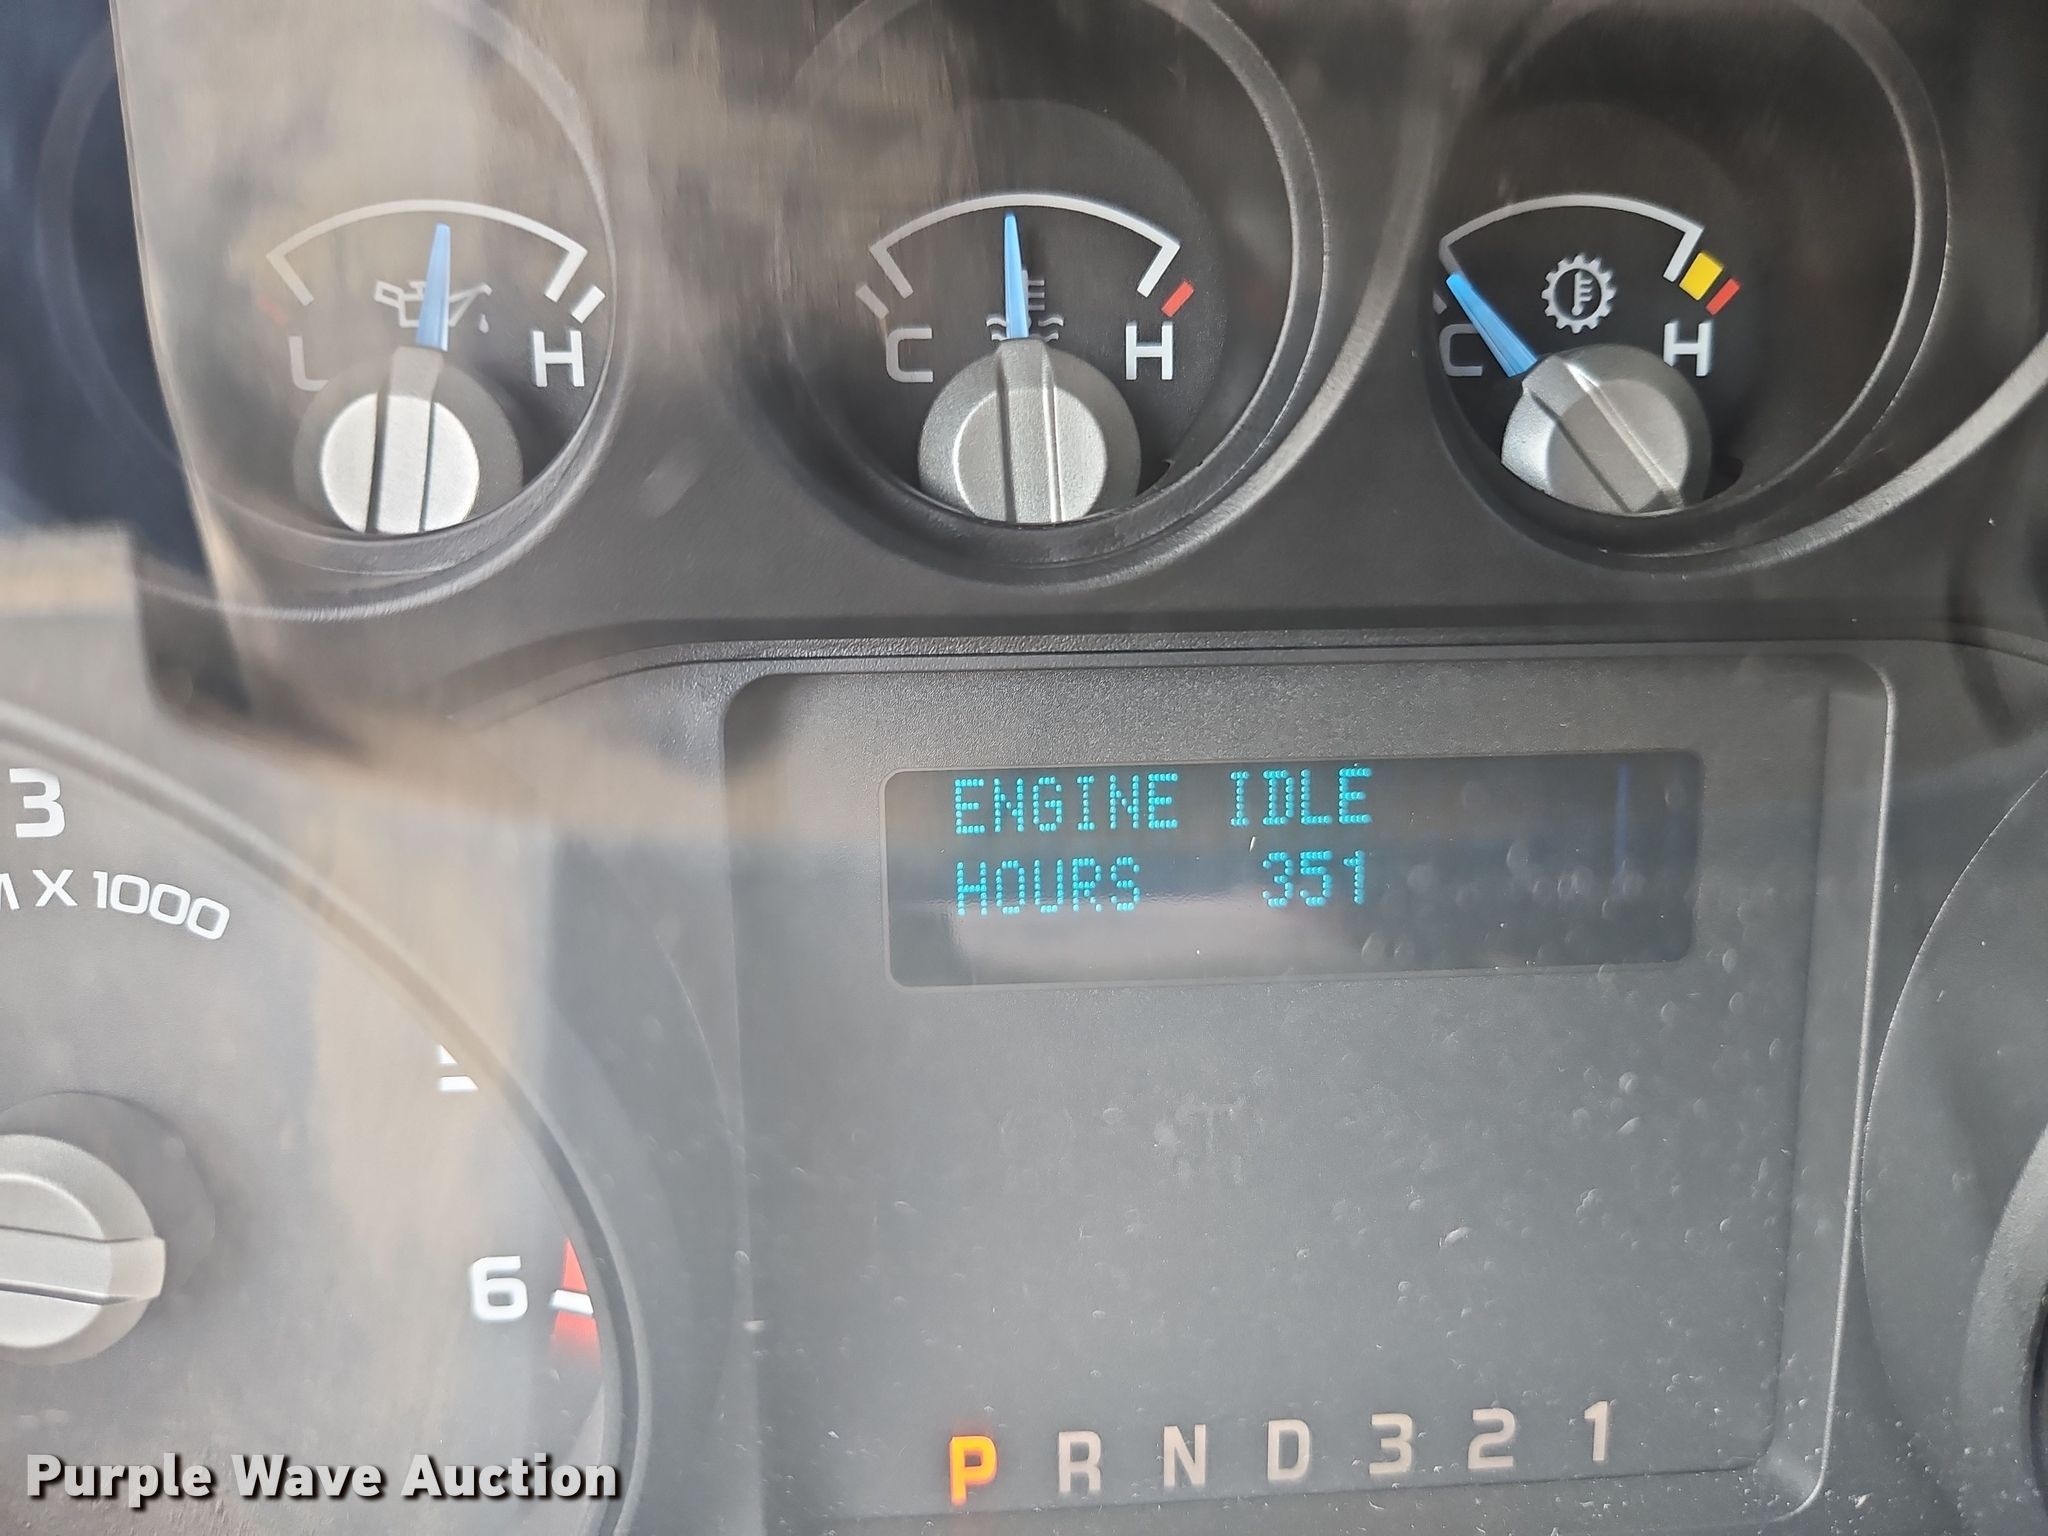 L H
C H
C H
ENGINE IDLE
HOURS 351
3
X 1000
6
P R N D 3 2 1
Purple Wave Auction